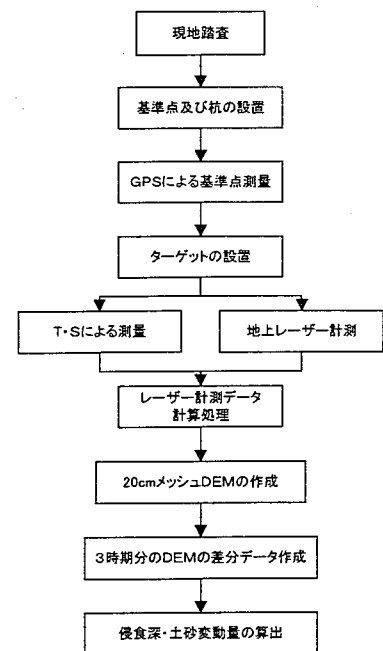 現地踏査
基準点及び杭の設置
GPSによる基準点測量
ターゲットの設置
T・Sによる測量
地上レーザー計測
レーザー計測データ
計算処理
20cmメッシュDEMの作成
3時期分のDEMの差分データ作成
侵食深・土砂変動量の算出